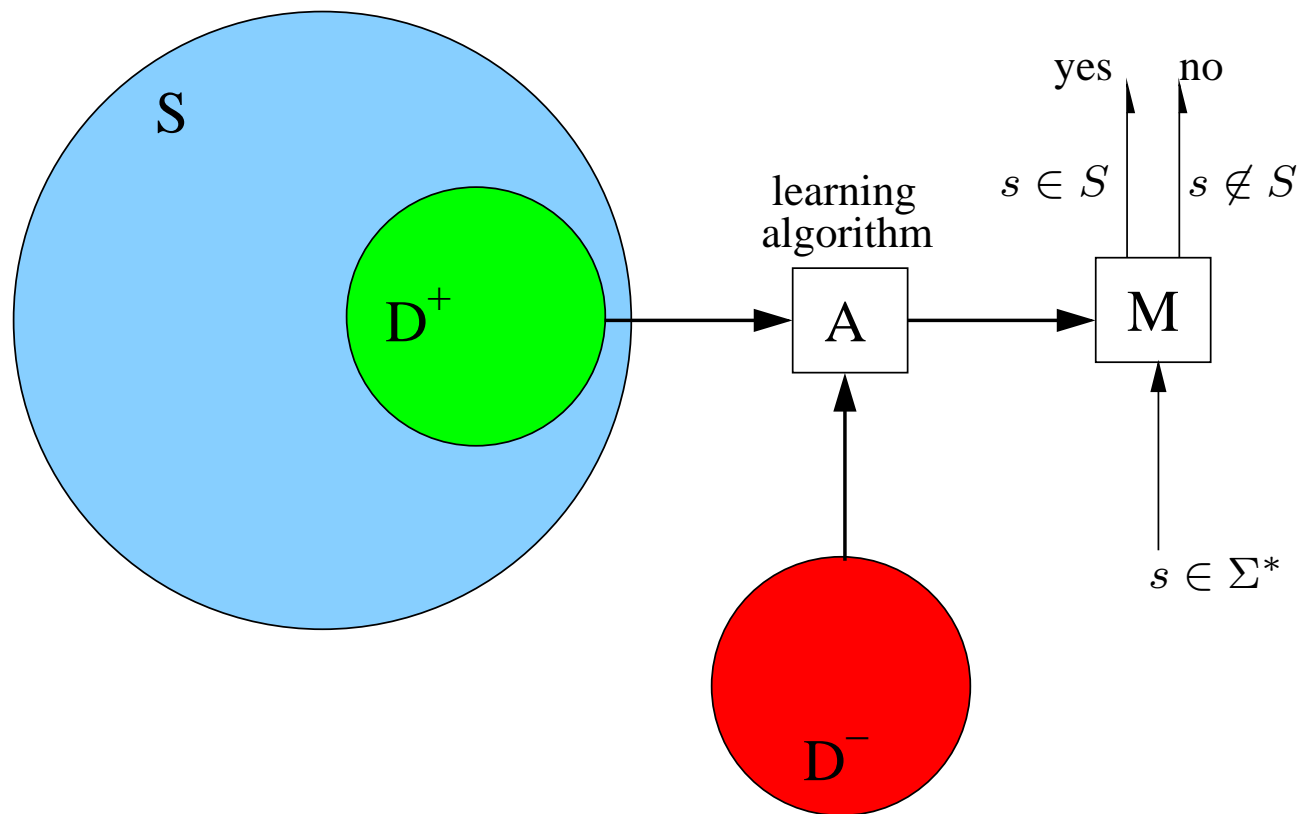 yes no
S
s ∈ S s ∉ S
learning
algorithm
D⁺
A
M
s ∈ Σ*
D⁻